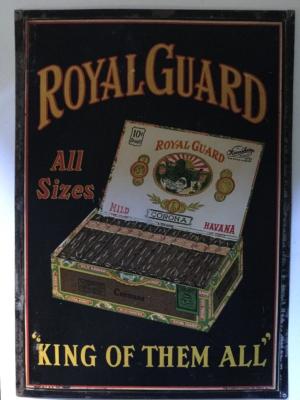 ROYAL GUARD
All
Sizes
10¢
ROYAL GUARD
MILD
CORONA
HAVANA
"KING OF THEM ALL"